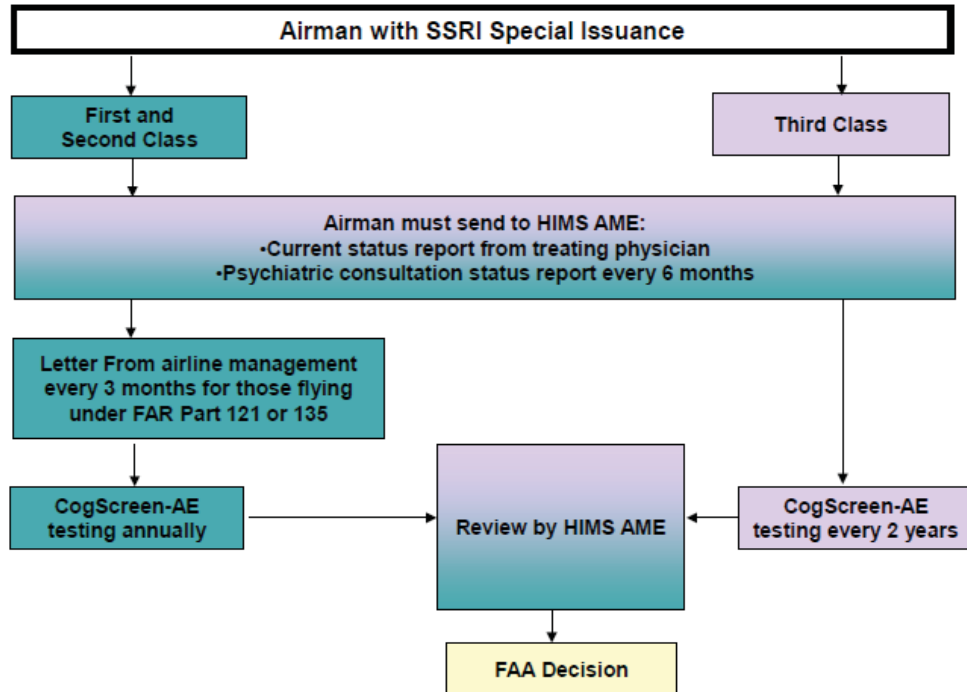 Airman with SSRI Special Issuance
First and
Second Class
Third Class
Airman must send to HIMS AME:
•Current status report from treating physician
•Psychiatric consultation status report every 6 months
Letter From airline management
every 3 months for those flying
under FAR Part 121 or 135
CogScreen-AE
testing annually
Review by HIMS AME
CogScreen-AE
testing every 2 years
FAA Decision